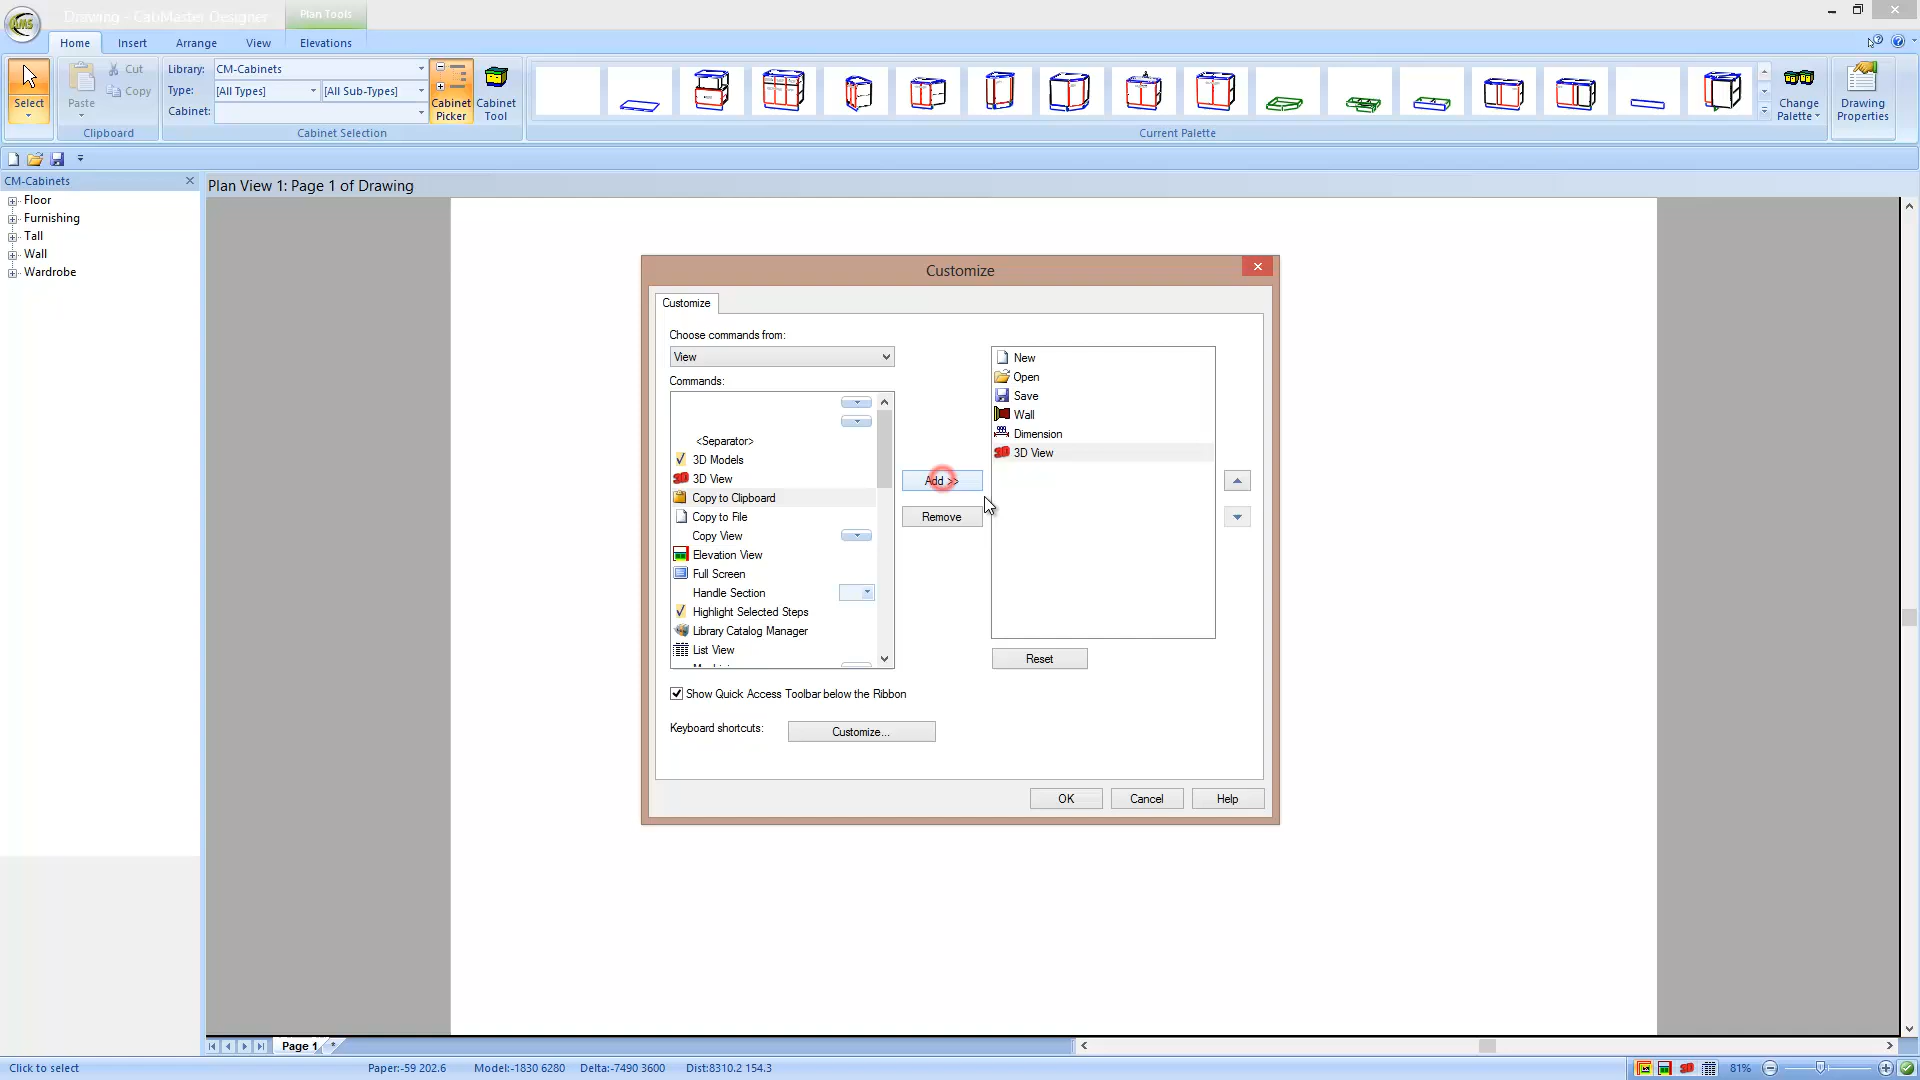 Drawing - CabMaster Designer
Plan Tools
Home Insert Arrange View Elevations
Select
Paste
Cut
Copy
Clipboard
Library: CM-Cabinets
Type: [All Types] [All Sub-Types]
Cabinet:
Cabinet Selection
Cabinet
Picker
Cabinet
Tool
Current Palette
Change
Palette
Drawing
Properties
CM-Cabinets
Floor
Furnishing
Tall
Wall
Wardrobe
Plan View 1: Page 1 of Drawing
Customize
Customize
Choose commands from:
View
Commands:
<Separator>
3D Models
3D View
Copy to Clipboard
Copy to File
Copy View
Elevation View
Full Screen
Handle Section
Highlight Selected Steps
Library Catalog Manager
List View
Add >>
Remove
New
Open
Save
Wall
Dimension
3D View
Reset
Show Quick Access Toolbar below the Ribbon
Keyboard shortcuts: Customize...
OK Cancel Help
Page 1
Click to select Paper:-59 202.6 Model:-1830 6280 Delta:-7490 3600 Dist:8310.2 154.3 81%